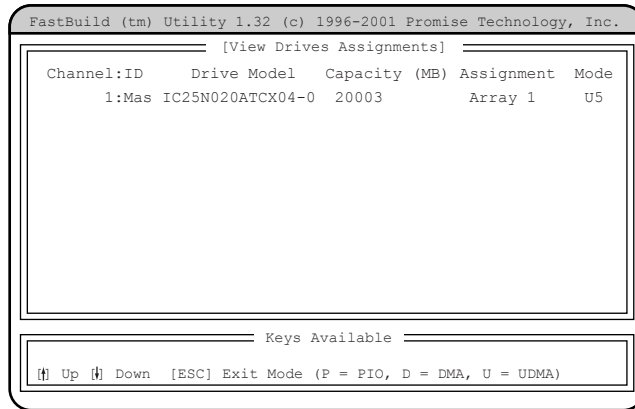 FastBuild (tm) Utility 1.32 (c) 1996-2001 Promise Technology, Inc.
[View Drives Assignments]
Channel:ID Drive Model Capacity (MB) Assignment Mode
1:Mas IC25N020ATCX04-0 20003 Array 1 U5
Keys Available
[↑] Up [↓] Down [ESC] Exit Mode (P = PIO, D = DMA, U = UDMA)